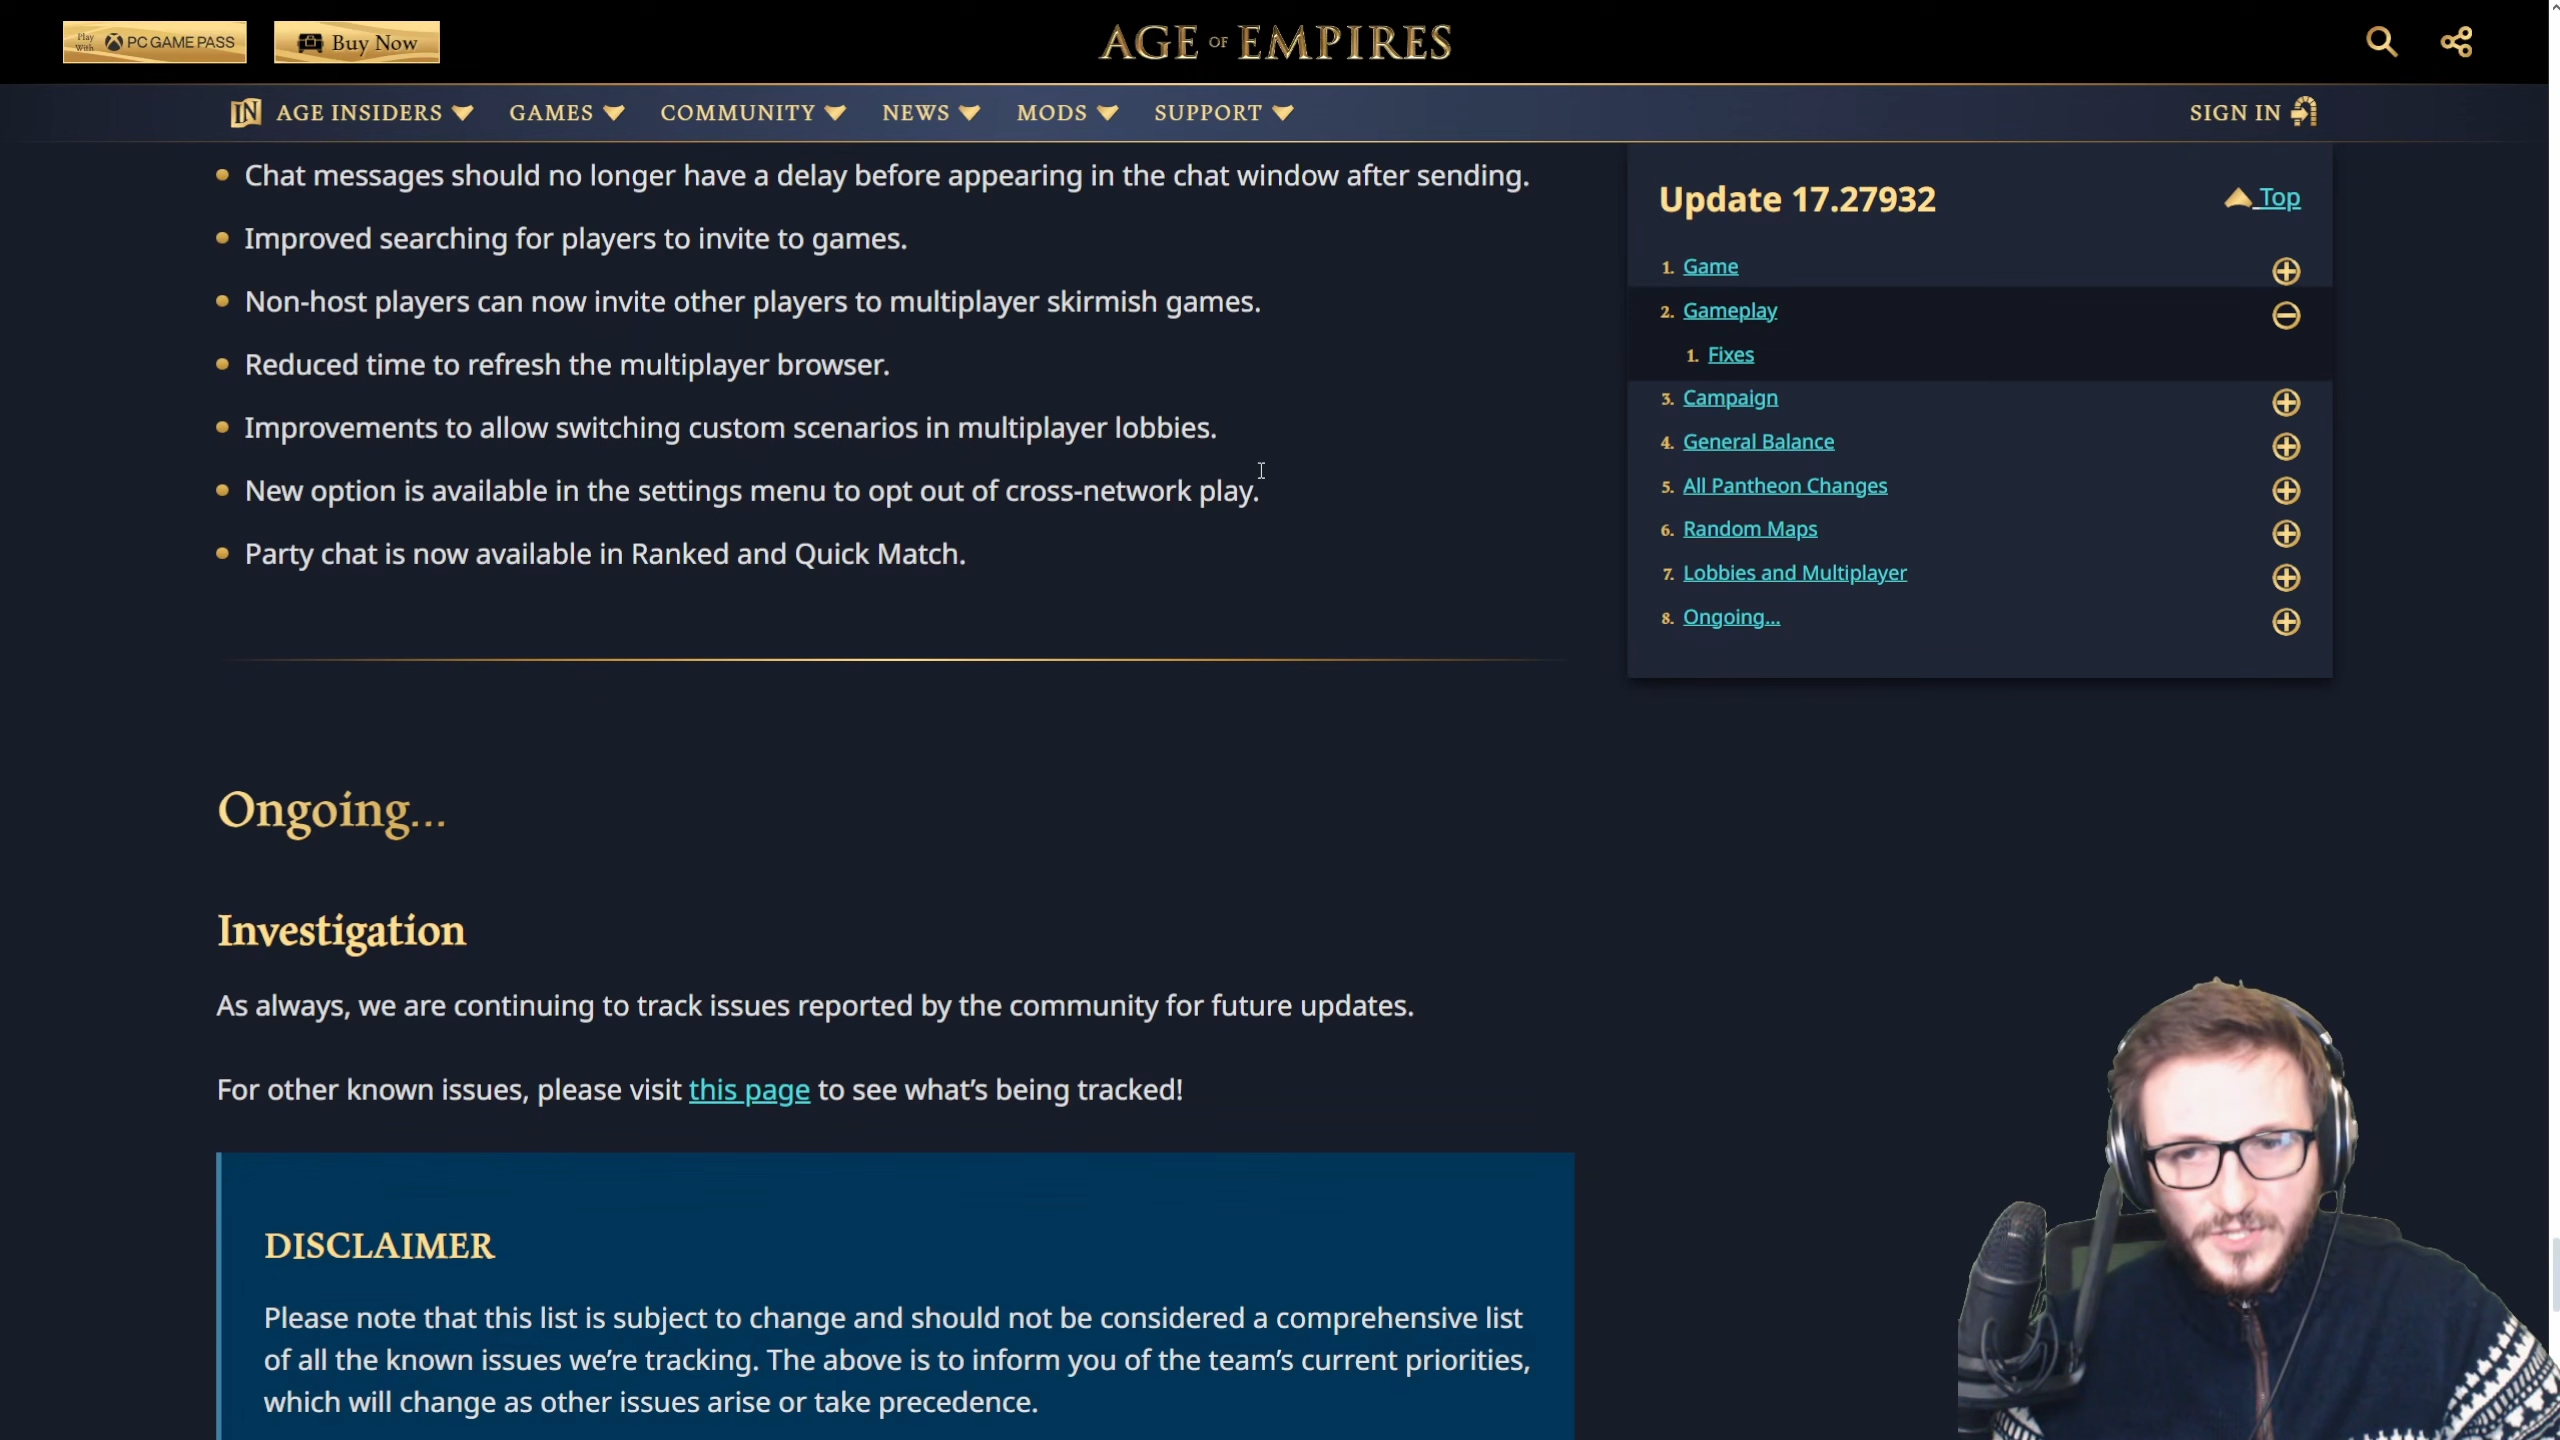 Play With PC GAME PASS
Buy Now
AGE OF EMPIRES
IN AGE INSIDERS
GAMES
COMMUNITY
NEWS
MODS
SUPPORT
SIGN IN
Chat messages should no longer have a delay before appearing in the chat window after sending.
Improved searching for players to invite to games.
Non-host players can now invite other players to multiplayer skirmish games.
Reduced time to refresh the multiplayer browser.
Improvements to allow switching custom scenarios in multiplayer lobbies.
New option is available in the settings menu to opt out of cross-network play.
Party chat is now available in Ranked and Quick Match.
Ongoing...
Investigation
As always, we are continuing to track issues reported by the community for future updates.
For other known issues, please visit this page to see what’s being tracked!
DISCLAIMER
Please note that this list is subject to change and should not be considered a comprehensive list
of all the known issues we’re tracking. The above is to inform you of the team’s current priorities,
which will change as other issues arise or take precedence.
Update 17.27932
Top
1. Game
2. Gameplay
1. Fixes
3. Campaign
4. General Balance
5. All Pantheon Changes
6. Random Maps
7. Lobbies and Multiplayer
8. Ongoing...